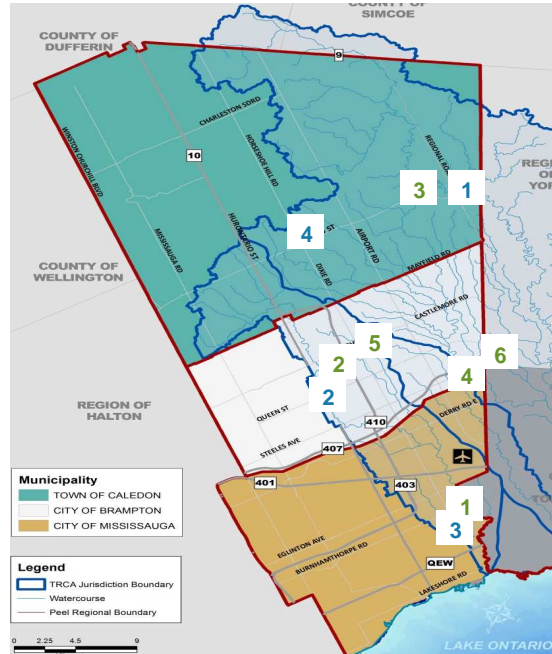 COUNTY OF
SIMCOE
COUNTY OF
DUFFERIN
9
CHARLESTON SDRD
WINSTON CHURCHILL BLVD
10
HORSESHOE HILL RD
REGIONAL
REG
OF
YOR
3
1
MISSISSAUGA RD
HURONTARIO ST
4
ST
AIRPORT RD
DIXIE RD
MAYFIELD RD
COUNTY OF
WELLINGTON
CASTLEMORE RD
5
6
2
4
2
REGION OF
HALTON
QUEEN ST
410
DERRY RD E
STEELES AVE
407
Municipality
TOWN OF CALEDON
CITY OF BRAMPTON
CITY OF MISSISSAUGA
401
403
1
3
EGLINTON AVE
BURNHAMTHORPE RD
QEW
LAKESHORE RD
Legend
TRCA Jurisdiction Boundary
Watercourse
Peel Regional Boundary
0 2.25 4.5 9
LAKE ONTARIO